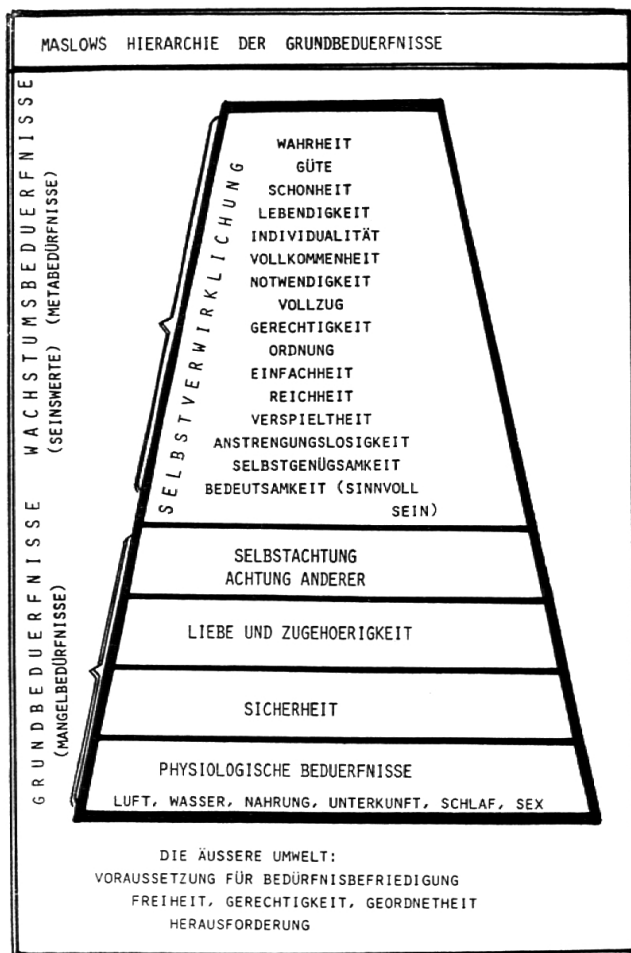 MASLOWS HIERARCHIE DER GRUNDBEDUERFNISSE
WACHSTUMSBEDUERFNISSE
(SEINSWERTE) (METABEDÜRFNISSE)
SELBSTVERWIRKLICHUNG
WAHRHEIT
GÜTE
SCHONHEIT
LEBENDIGKEIT
INDIVIDUALITÄT
VOLLKOMMENHEIT
NOTWENDIGKEIT
VOLLZUG
GERECHTIGKEIT
ORDNUNG
EINFACHHEIT
REICHHEIT
VERSPIELTHEIT
ANSTRENGUNGSLOSIGKEIT
SELBSTGENÜGSAMKEIT
BEDEUTSAMKEIT (SINNVOLL
SEIN)
GRUNDBEDUERFNISSE
(MANGELBEDÜRFNISSE)
SELBSTACHTUNG
ACHTUNG ANDERER
LIEBE UND ZUGEHOERIGKEIT
SICHERHEIT
PHYSIOLOGISCHE BEDUERFNISSE
LUFT, WASSER, NAHRUNG, UNTERKUNFT, SCHLAF, SEX
DIE ÄUSSERE UMWELT:
VORAUSSETZUNG FÜR BEDÜRFNISBEFRIEDIGUNG
FREIHEIT, GERECHTIGKEIT, GEORDNETHEIT
HERAUSFORDERUNG